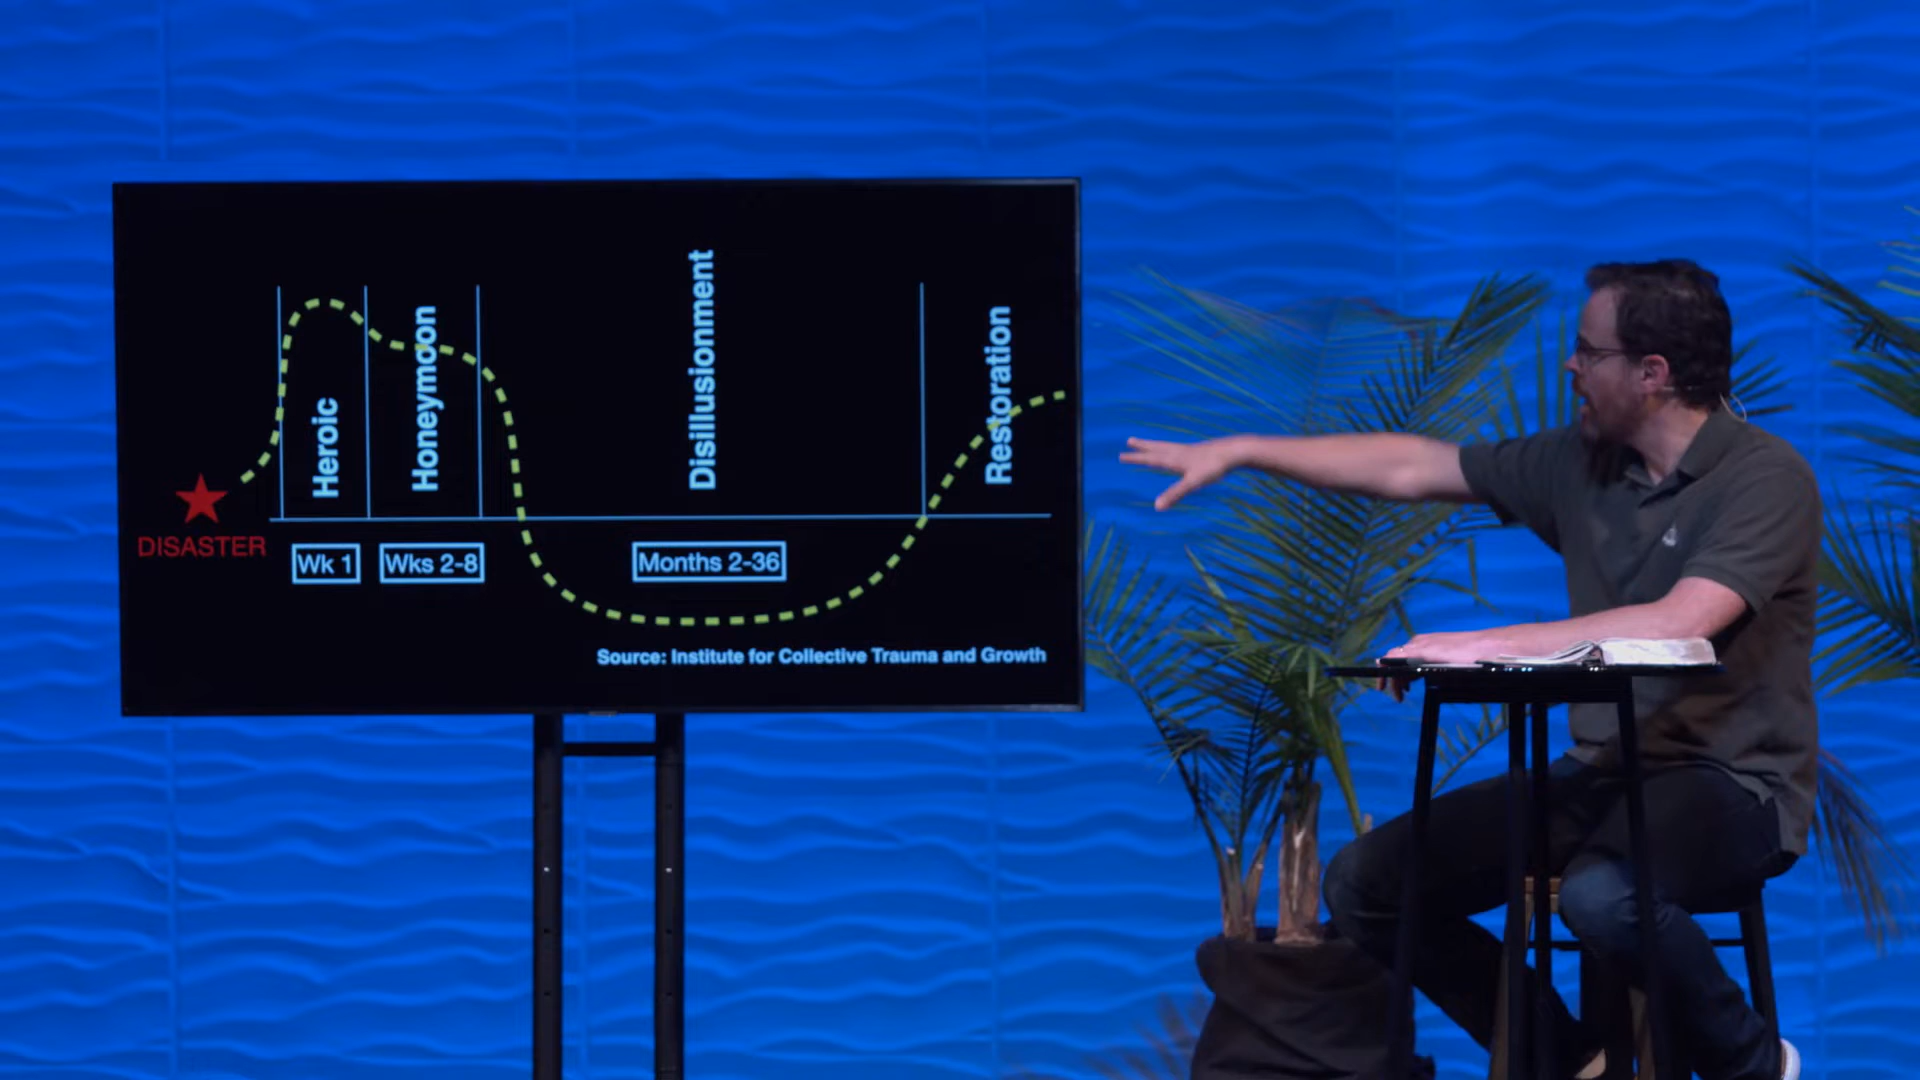 DISASTER
Heroic
Honeymoon
Disillusionment
Restoration
Wk 1
Wks 2-8
Months 2-36
Source: Institute for Collective Trauma and Growth